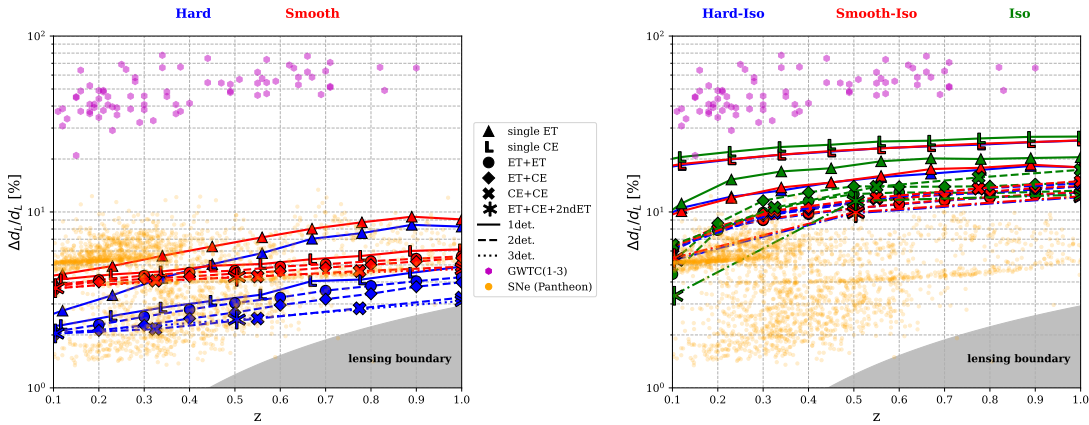 Hard Smooth
10²
10¹
10⁰
Δd_L/d_L [%]
0.1 0.2 0.3 0.4 0.5 0.6 0.7 0.8 0.9 1.0
z
lensing boundary
single ET
single CE
ET+ET
ET+CE
CE+CE
ET+CE+2ndET
1det.
2det.
3det.
GWTC(1-3)
SNe (Pantheon)
Hard-Iso Smooth-Iso Iso
10²
10¹
10⁰
Δd_L/d_L [%]
0.1 0.2 0.3 0.4 0.5 0.6 0.7 0.8 0.9 1.0
z
lensing boundary